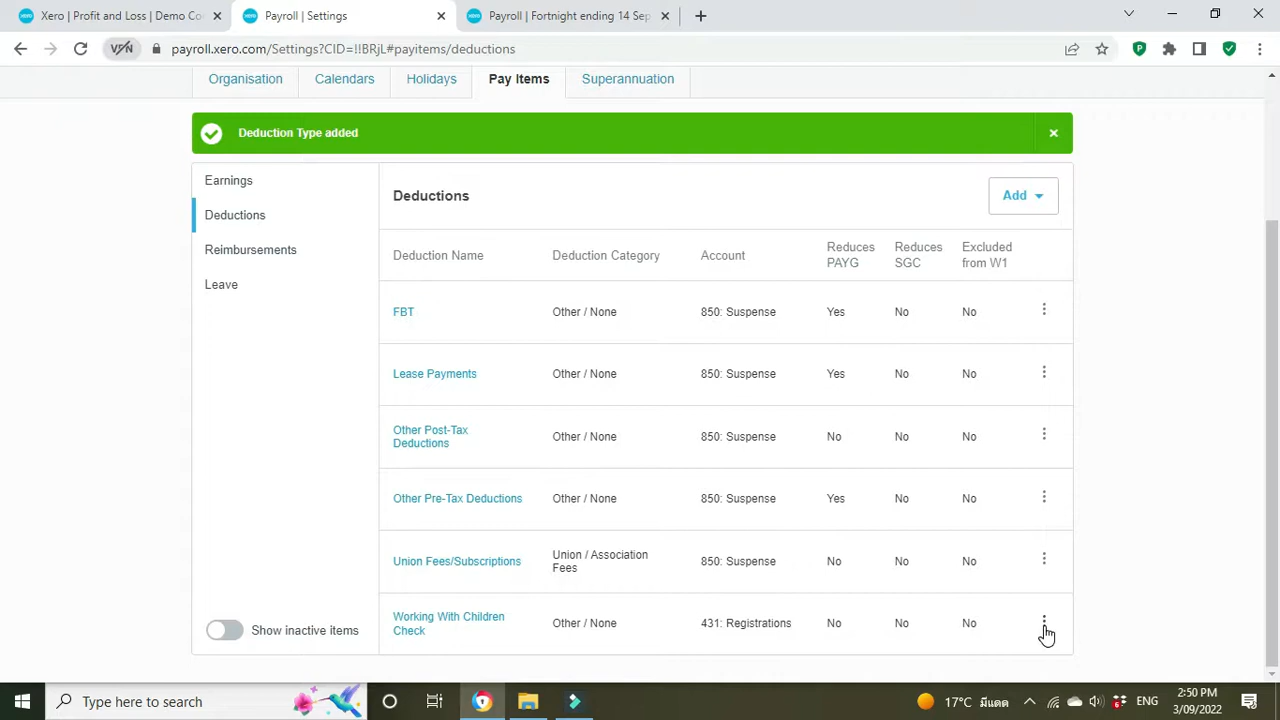 Xero | Profit and Loss | Demo Co
Payroll | Settings
Payroll | Fortnight ending 14 Sep
VPN
payroll.xero.com/Settings?CID=!!BRjL#payitems/deductions
Organisation
Calendars
Holidays
Pay Items
Superannuation
Deduction Type added
Earnings
Deductions
Reimbursements
Leave
Show inactive items
Deductions
Add
Deduction Name
Deduction Category
Account
Reduces
PAYG
Reduces
SGC
Excluded
from W1
FBT
Other / None
850: Suspense
Yes
No
No
Lease Payments
Other / None
850: Suspense
Yes
No
No
Other Post-Tax
Deductions
Other / None
850: Suspense
No
No
No
Other Pre-Tax Deductions
Other / None
850: Suspense
Yes
No
No
Union Fees/Subscriptions
Union / Association
Fees
850: Suspense
No
No
No
Working With Children
Check
Other / None
431: Registrations
No
No
No
Type here to search
17°C มีแดด
ENG
2:50 PM
3/09/2022